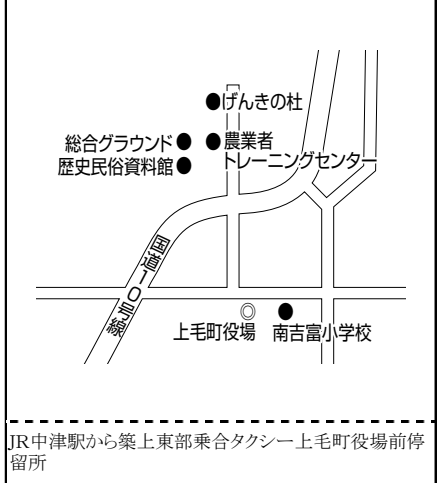 げんきの杜
総合グラウンド
農業者
トレーニングセンター
歴史民俗資料館
国道10号線
上毛町役場
南吉富小学校
JR中津駅から築上東部乗合タクシー上毛町役場前停
留所